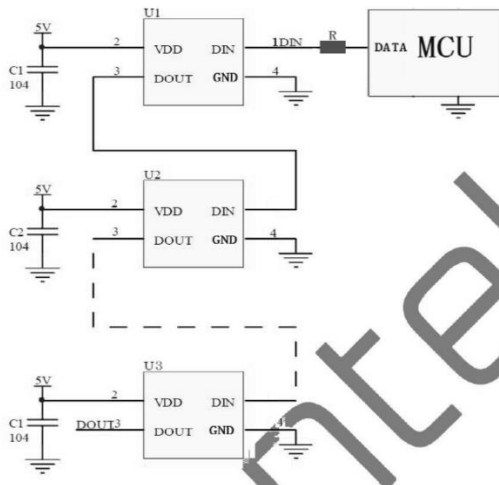 U1
5V
2
VDD
DIN
1DIN
R
DATA
MCU
C1
104
3
DOUT
GND
4
U2
5V
2
VDD
DIN
C2
104
3
DOUT
GND
4
U3
5V
2
VDD
DIN
C1
104
DOUT3
DOUT
GND